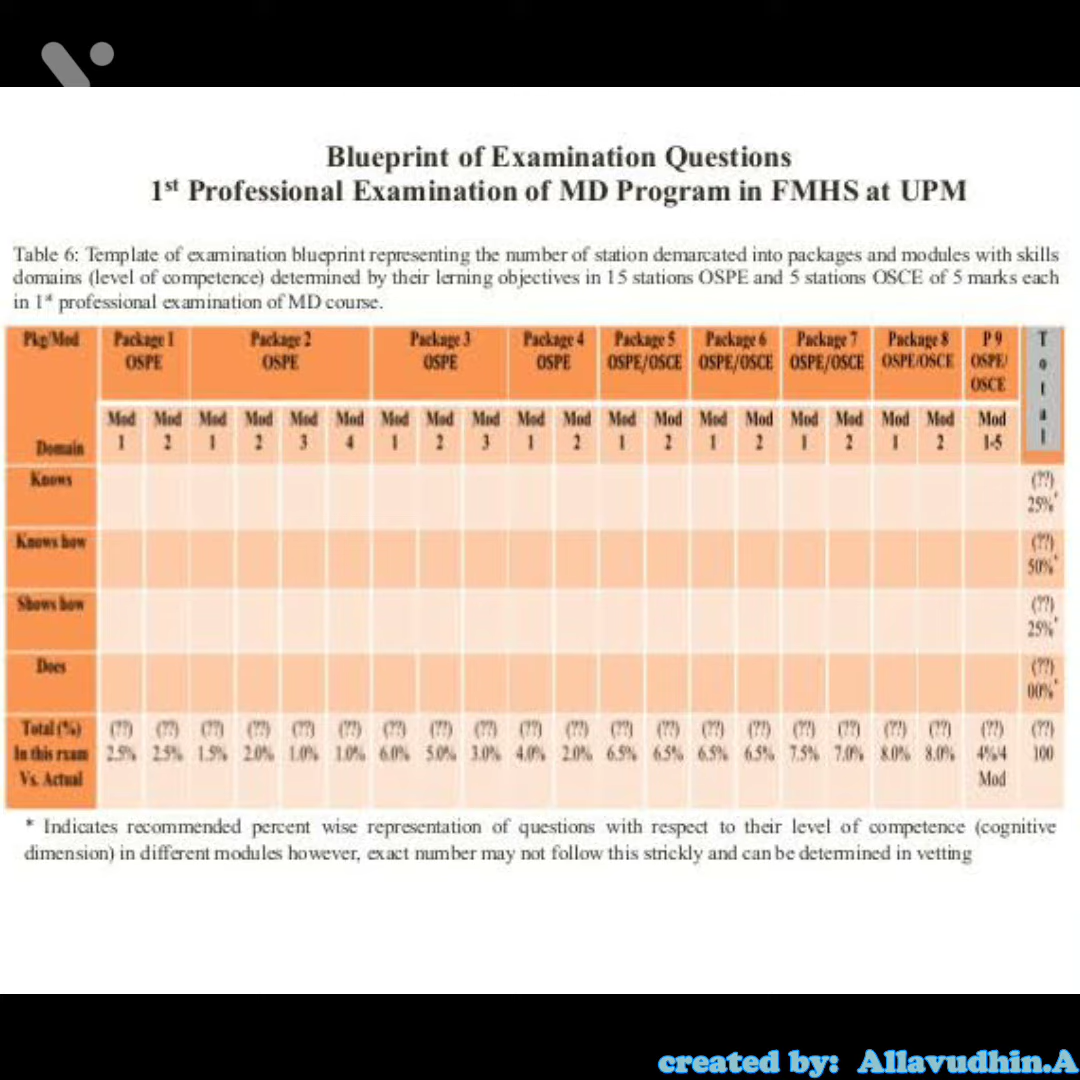 Blueprint of Examination Questions
1st Professional Examination of MD Program in FMHS at UPM
Table 6: Template of examination blueprint representing the number of station demarcated into packages and modules with skills
domains (level of competence) determined by their lerning objectives in 15 stations OSPE and 5 stations OSCE of 5 marks each
in 1st professional examination of MD course.
Pkg/Mod Package 1 Package 2 Package 3 Package 4 Package 5 Package 6 Package 7 Package 8 P 9 Total
OSPE OSPE OSPE OSPE OSPE/OSCE OSPE/OSCE OSPE/OSCE OSPE/OSCE OSPE/
OSCE
Mod Mod Mod Mod Mod Mod Mod Mod Mod Mod Mod Mod Mod Mod Mod Mod Mod Mod Mod Mod
Domain 1 2 1 2 3 4 1 2 3 1 2 1 2 1 2 1 2 1 2 1-5
Knows (??)
25%*
Knows how (??)
50%*
Shows how (??)
25%*
Does (??)
00%*
Total (%) (??) (??) (??) (??) (??) (??) (??) (??) (??) (??) (??) (??) (??) (??) (??) (??) (??) (??) (??) (??) (??)
In this exam 2.5% 2.5% 1.5% 2.0% 1.0% 1.0% 6.0% 5.0% 3.0% 4.0% 2.0% 6.5% 6.5% 6.5% 6.5% 7.5% 7.0% 8.0% 8.0% 4%/4 100
Vs. Actual Mod
* Indicates recommended percent wise representation of questions with respect to their level of competence (cognitive
dimension) in different modules however, exact number may not follow this strickly and can be determined in vetting
created by: Allavudhin.A